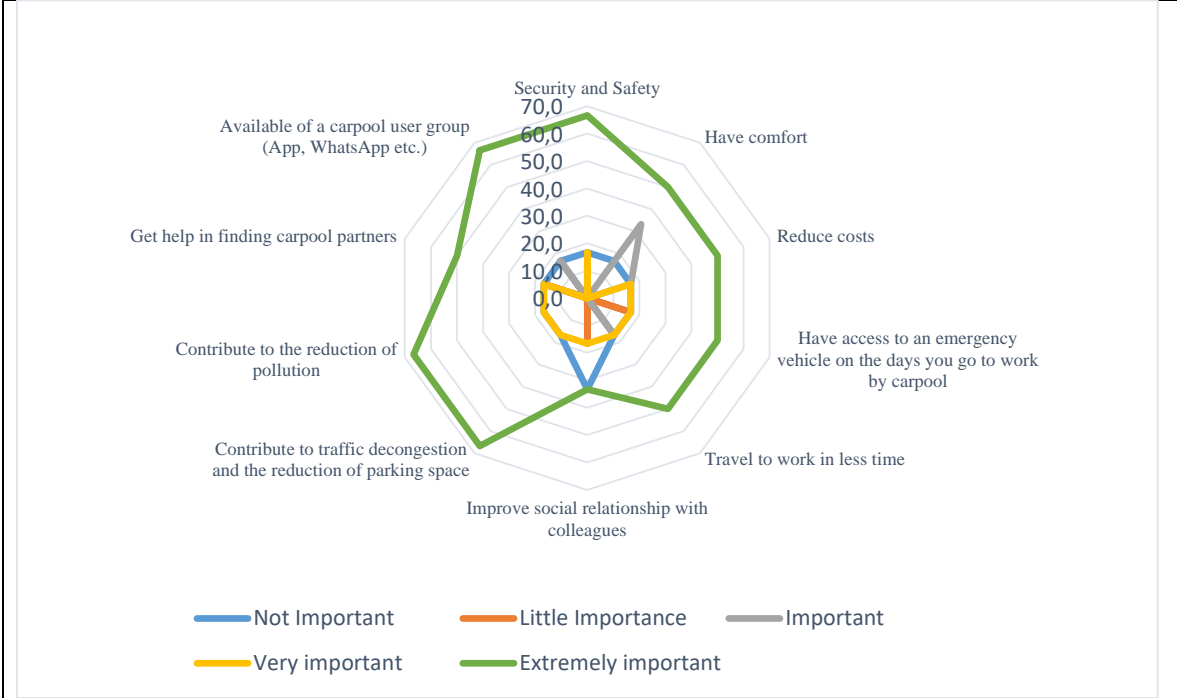 Security and Safety
70,0
60,0
50,0
40,0
30,0
20,0
10,0
0,0
Have comfort
Reduce costs
Have access to an emergency
vehicle on the days you go to work
by carpool
Travel to work in less time
Improve social relationship with
colleagues
Contribute to traffic decongestion
and the reduction of parking space
Contribute to the reduction of
pollution
Get help in finding carpool partners
Available of a carpool user group
(App, WhatsApp etc.)
Not Important
Little Importance
Important
Very important
Extremely important